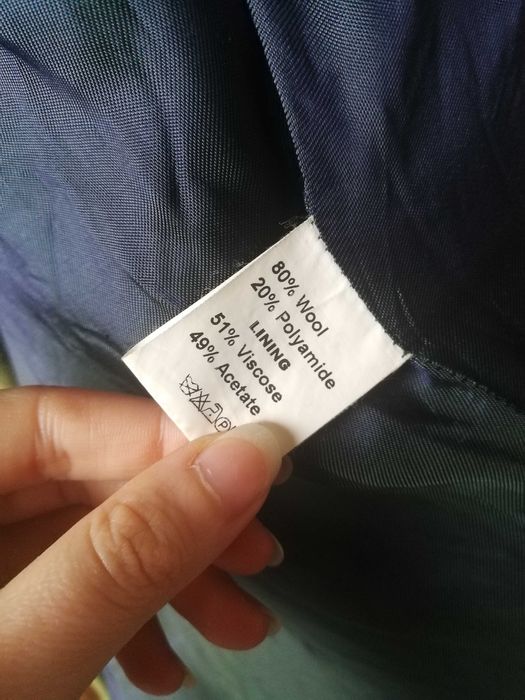 80% Wool
20% Polyamide
LINING
51% Viscose
49% Acetate
P